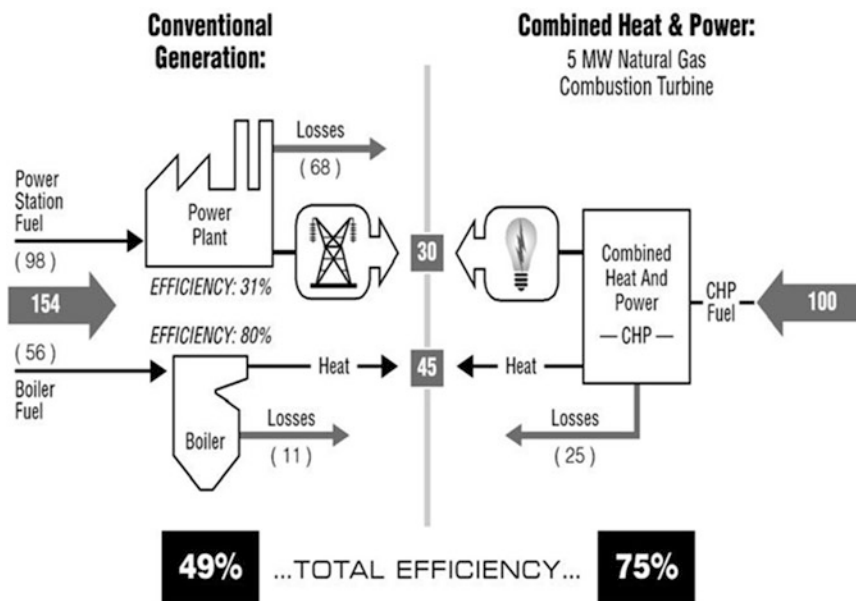 Conventional
Generation:
Combined Heat & Power:
5 MW Natural Gas
Combustion Turbine
Losses
( 68 )
Power
Station
Fuel
( 98 )
Power
Plant
30
Combined
Heat And
Power
— CHP —
CHP
Fuel
100
154
EFFICIENCY: 31%
EFFICIENCY: 80%
( 56 )
Boiler
Fuel
Heat
45
Heat
Boiler
Losses
( 11 )
Losses
( 25 )
49% ...TOTAL EFFICIENCY... 75%